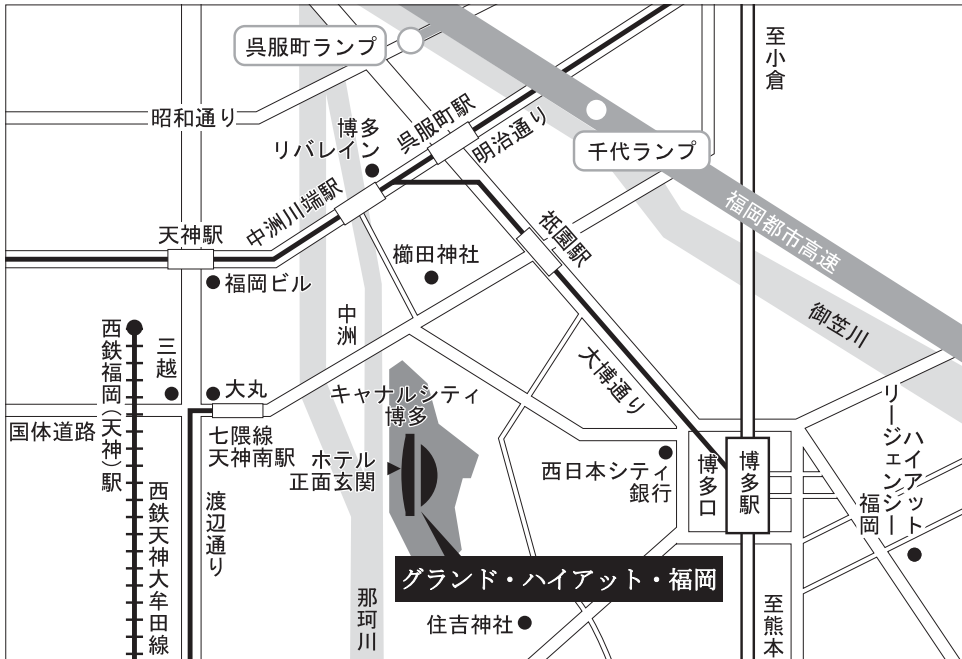 呉服町ランプ
至小倉
昭和通り
博多
リバレイン
呉服町駅
明治通り
千代ランプ
福岡都市高速
中洲川端駅
天神駅
祇園駅
櫛田神社
福岡ビル
中洲
御笠川
西鉄福岡(天神)駅
三越
大丸
キャナルシティ
博多
大博通り
国体道路
七隈線
天神南駅
ホテル
正面玄関
西日本シティ
銀行
博多口
博多駅
ハイアット
リージェンシー
福岡
西鉄天神大牟田線
渡辺通り
グランド・ハイアット・福岡
那珂川
住吉神社
至熊本